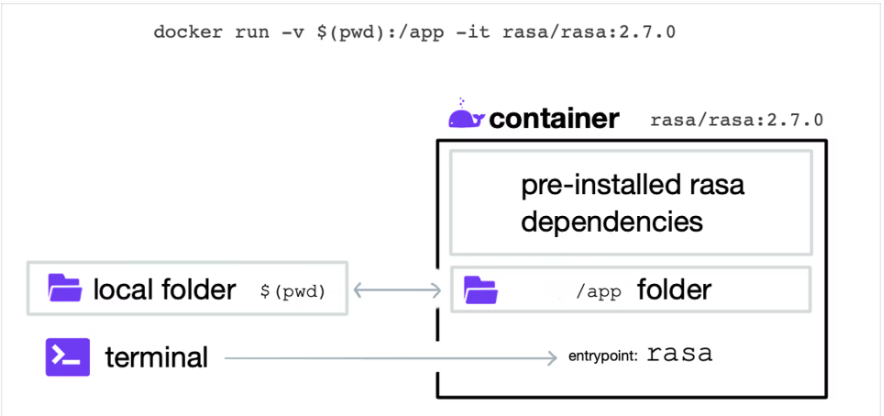 docker run -v $(pwd):/app -it rasa/rasa:2.7.0
container rasa/rasa:2.7.0
pre-installed rasa
dependencies
local folder $(pwd)
/app folder
terminal
entrypoint: rasa